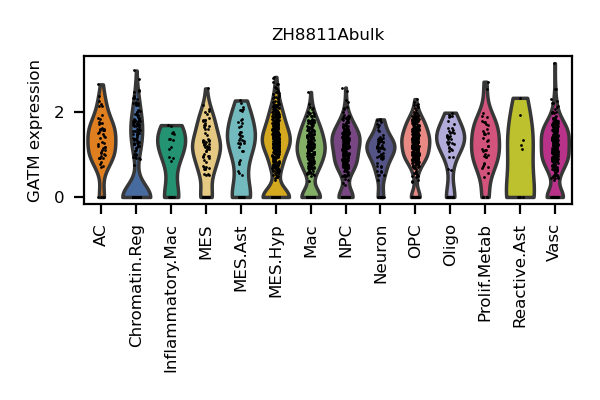 ZH8811Abulk
GATM expression
2
0
AC
Chromatin.Reg
Inflammatory.Mac
MES
MES.Ast
MES.Hyp
Mac
NPC
Neuron
OPC
Oligo
Prolif.Metab
Reactive.Ast
Vasc